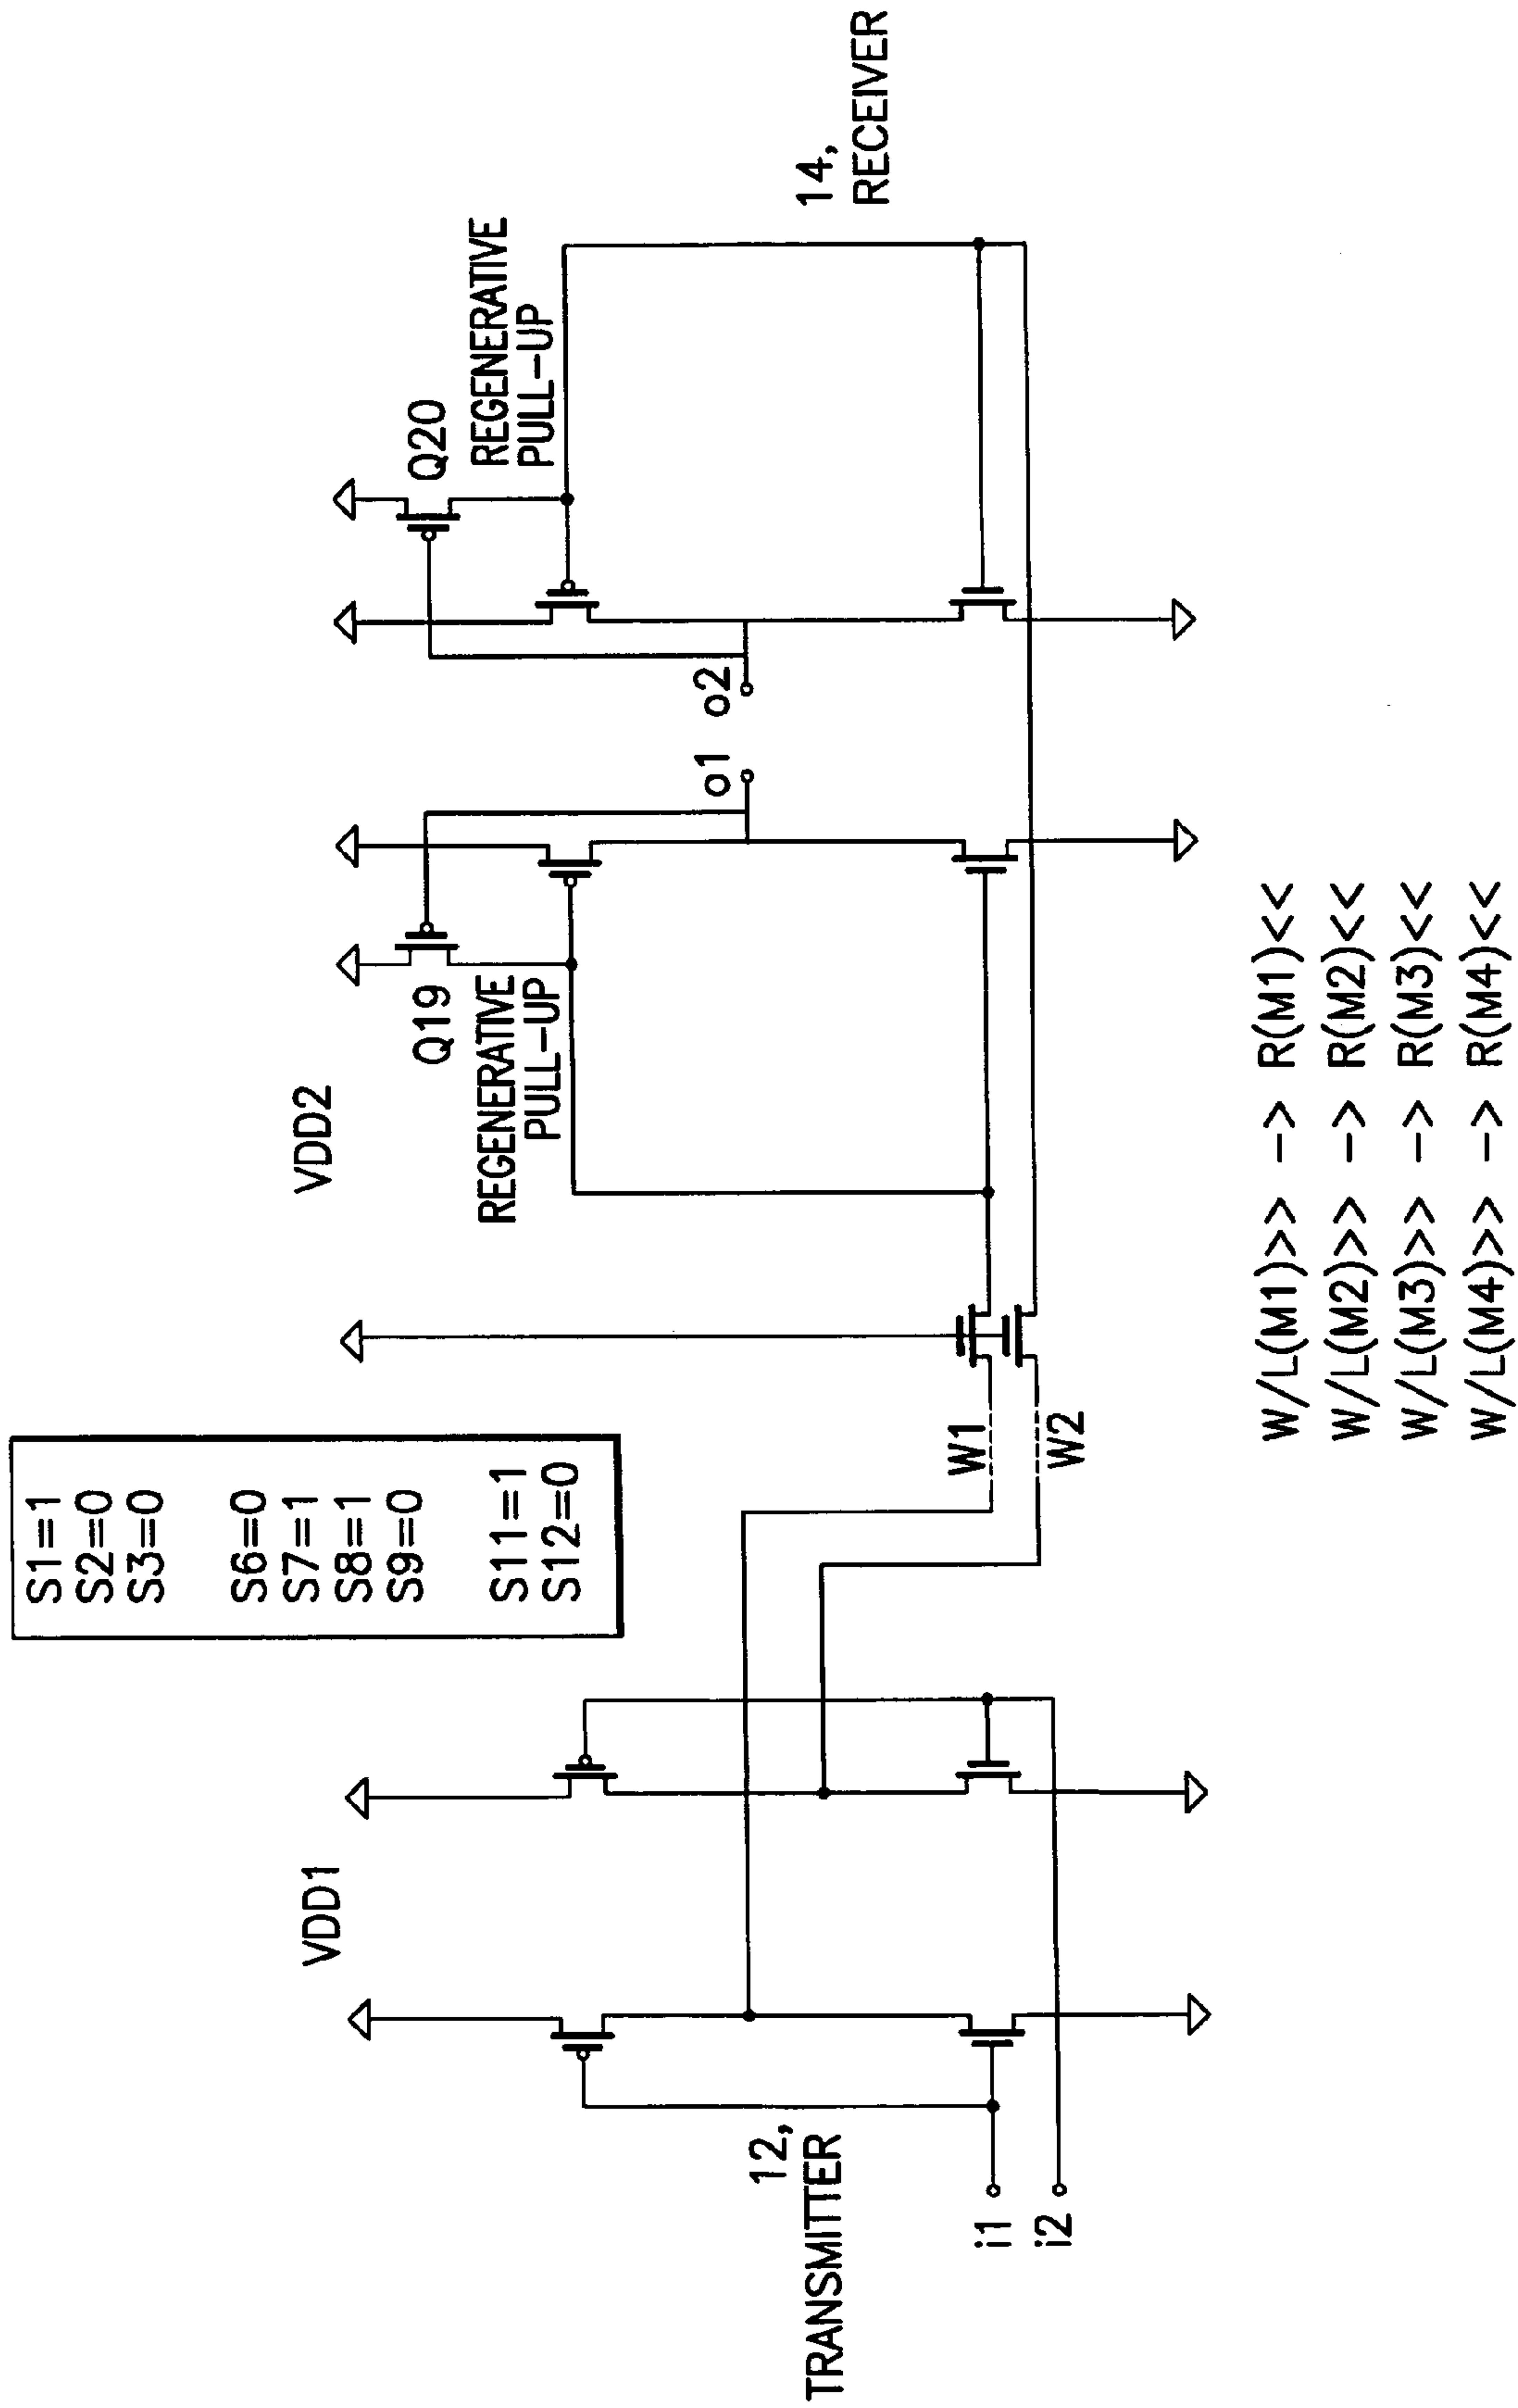 S1=1
S2=0
S3=0
S6=0
S7=1
S8=1
S9=0
S11=1
S12=0
VDD1
VDD2
Q19
REGENERATIVE
PULL-UP
Q20
REGENERATIVE
PULL-UP
o1
o2
12,
TRANSMITTER
14,
RECEIVER
i1
i2
W1
W2
W/L(M1)>> -> R(M1)<<
W/L(M2)>> -> R(M2)<<
W/L(M3)>> -> R(M3)<<
W/L(M4)>> -> R(M4)<<